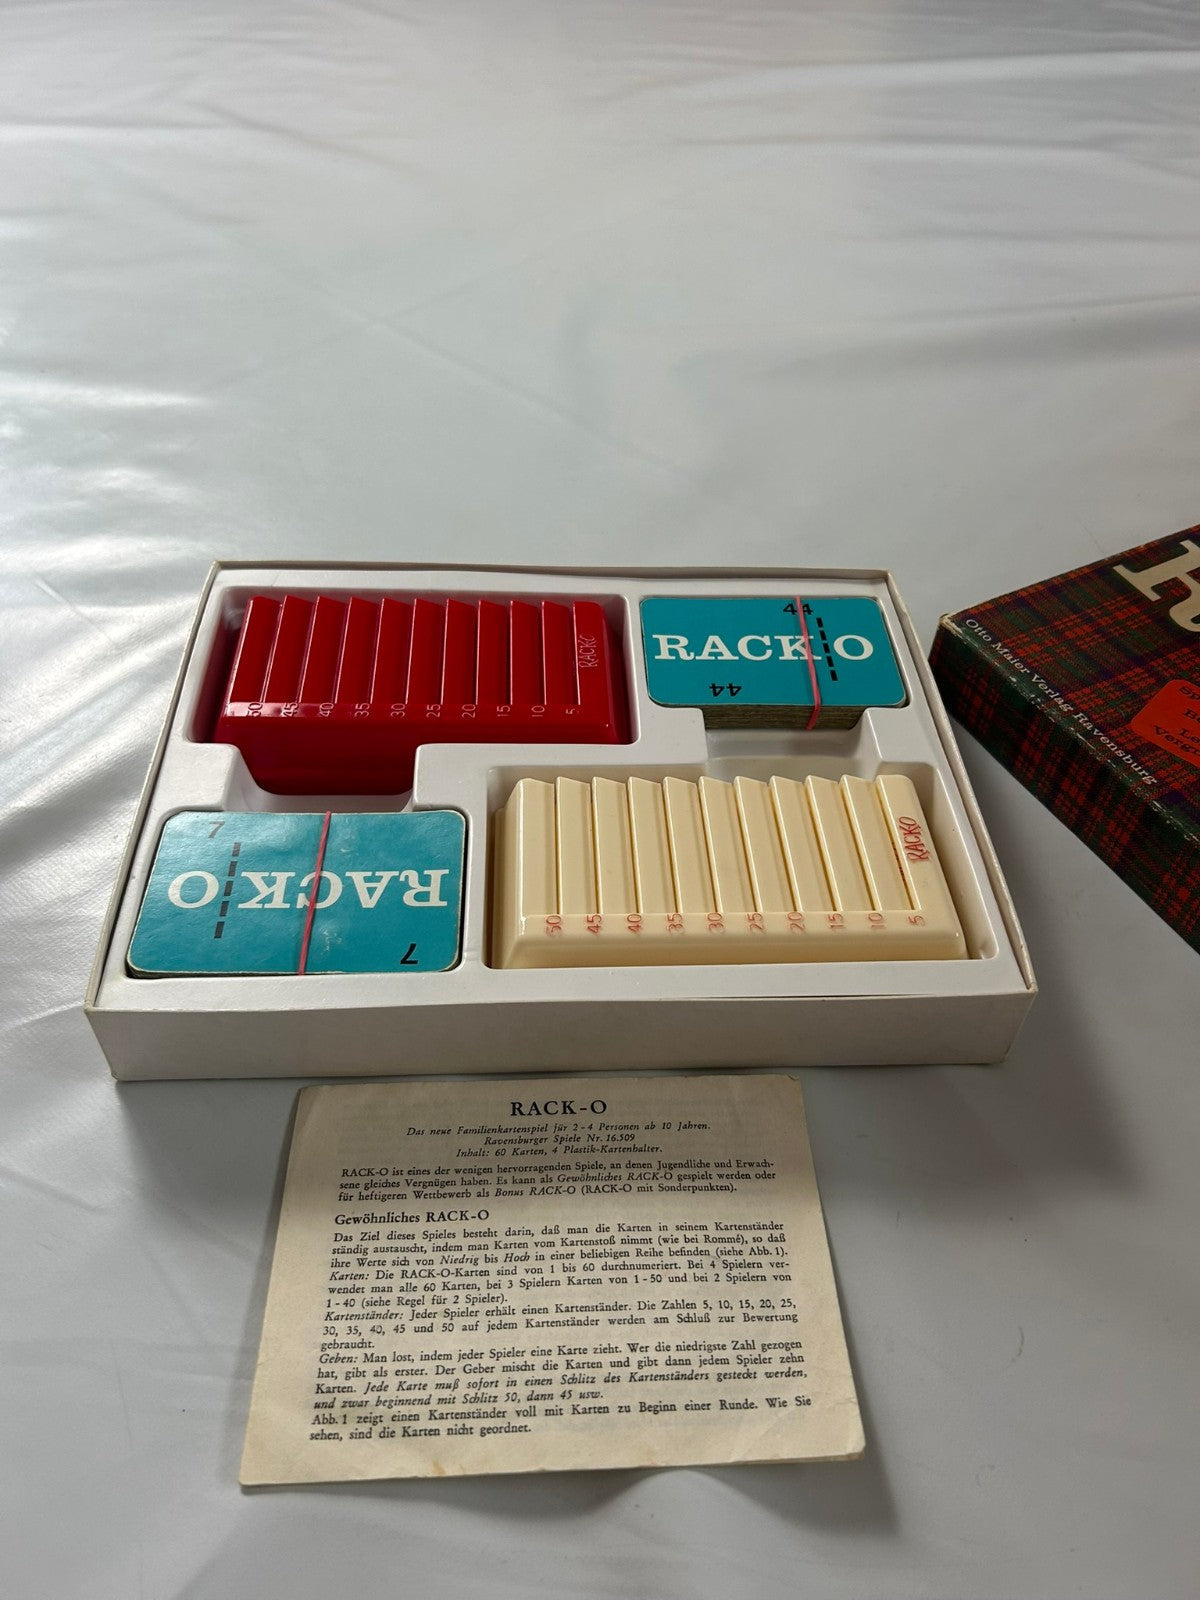 RACKO
50 45 40 35 30 25 20 15 10 5
44
RACK O
44
7
RACK O
7
RACKO
50 45 40 35 30 25 20 15 10 5
Otto Maier Verlag Ravensburg
RACK-O
Das neue Familienkartenspiel für 2 - 4 Personen ab 10 Jahren.
Ravensburger Spiele Nr. 16.509
Inhalt: 60 Karten, 4 Plastik-Kartenhalter.
RACK-O ist eines der wenigen hervorragenden Spiele, an denen Jugendliche und Erwach-
sene gleiches Vergnügen haben. Es kann als Gewöhnliches RACK-O gespielt werden oder
für heftigeren Wettbewerb als Bonus RACK-O (RACK-O mit Sonderpunkten).
Gewöhnliches RACK-O
Das Ziel dieses Spieles besteht darin, daß man die Karten in seinem Kartenständer
ständig austauscht, indem man Karten vom Kartenstoß nimmt (wie bei Rommé), so daß
ihre Werte sich von Niedrig bis Hoch in einer beliebigen Reihe befinden (siehe Abb. 1).
Karten: Die RACK-O-Karten sind von 1 bis 60 durchnumeriert. Bei 4 Spielern ver-
wendet man alle 60 Karten, bei 3 Spielern Karten von 1 - 50 und bei 2 Spielern von
1 - 40 (siehe Regel für 2 Spieler).
Kartenständer: Jeder Spieler erhält einen Kartenständer. Die Zahlen 5, 10, 15, 20, 25,
30, 35, 40, 45 und 50 auf jedem Kartenständer werden am Schluß zur Bewertung
gebraucht.
Geben: Man lost, indem jeder Spieler eine Karte zieht. Wer die niedrigste Zahl gezogen
hat, gibt als erster. Der Geber mischt die Karten und gibt dann jedem Spieler zehn
Karten. Jede Karte muß sofort in einen Schlitz des Kartenständers gesteckt werden,
und zwar beginnend mit Schlitz 50, dann 45 usw.
Abb. 1 zeigt einen Kartenständer voll mit Karten zu Beginn einer Runde. Wie Sie
sehen, sind die Karten nicht geordnet.